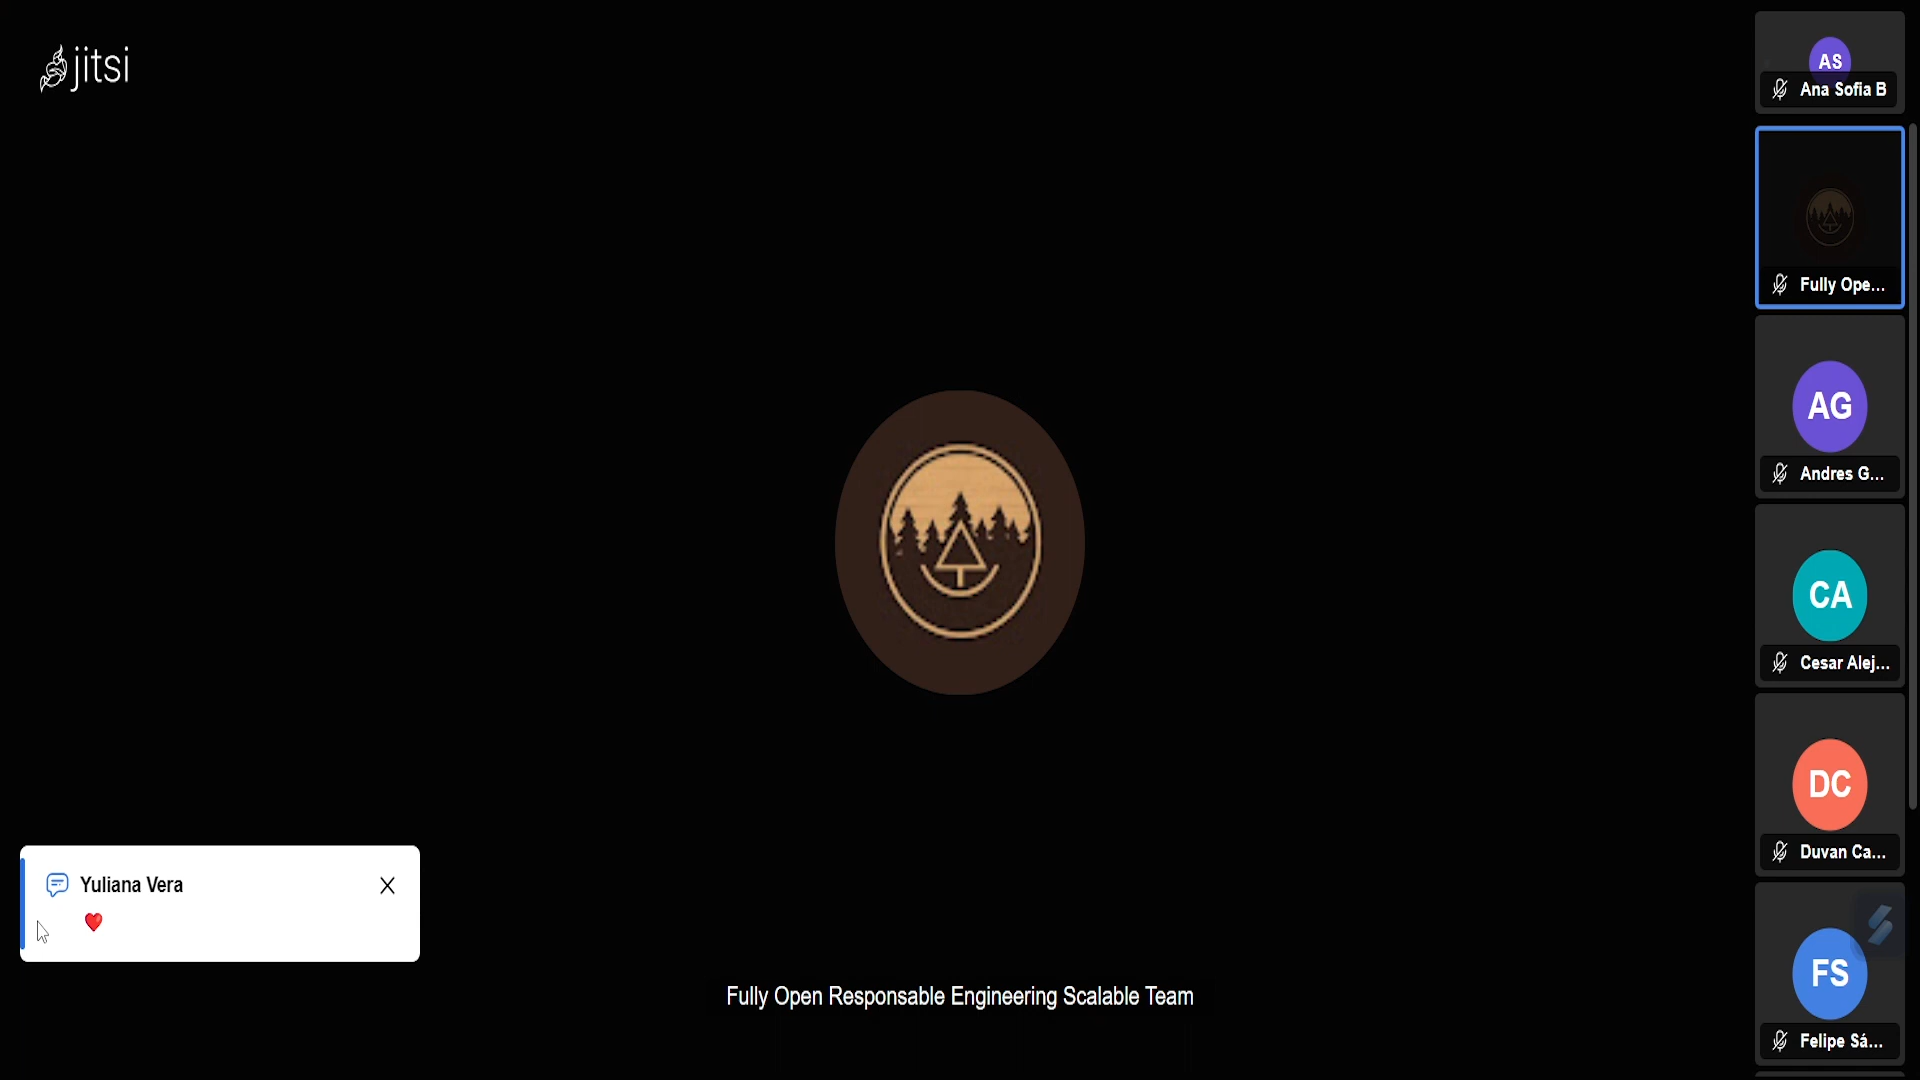 jitsi
AS
Ana Sofia B
Fully Ope...
AG
Andres G...
CA
Cesar Alej...
DC
Duvan Ca...
FS
Felipe Sá...
Yuliana Vera
Fully Open Responsable Engineering Scalable Team